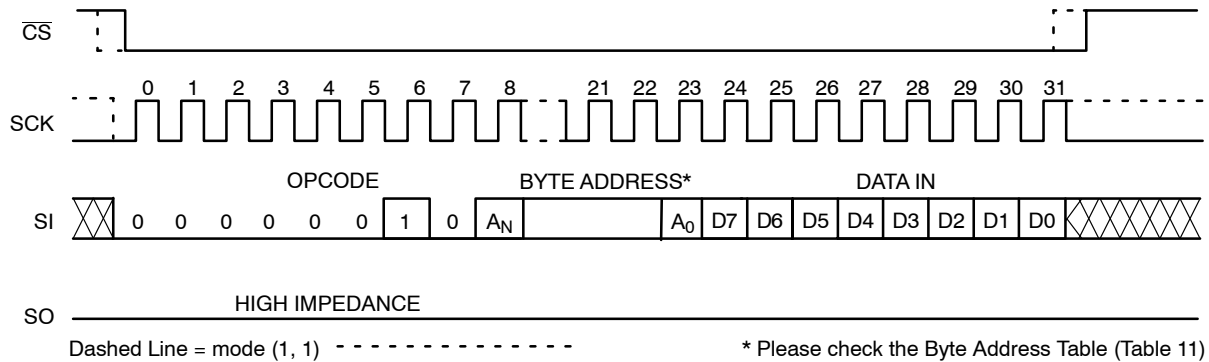 CS
0 1 2 3 4 5 6 7 8 21 22 23 24 25 26 27 28 29 30 31
SCK
OPCODE BYTE ADDRESS* DATA IN
SI 0 0 0 0 0 0 1 0 AN A0 D7 D6 D5 D4 D3 D2 D1 D0
HIGH IMPEDANCE
SO
Dashed Line = mode (1, 1) * Please check the Byte Address Table (Table 11)